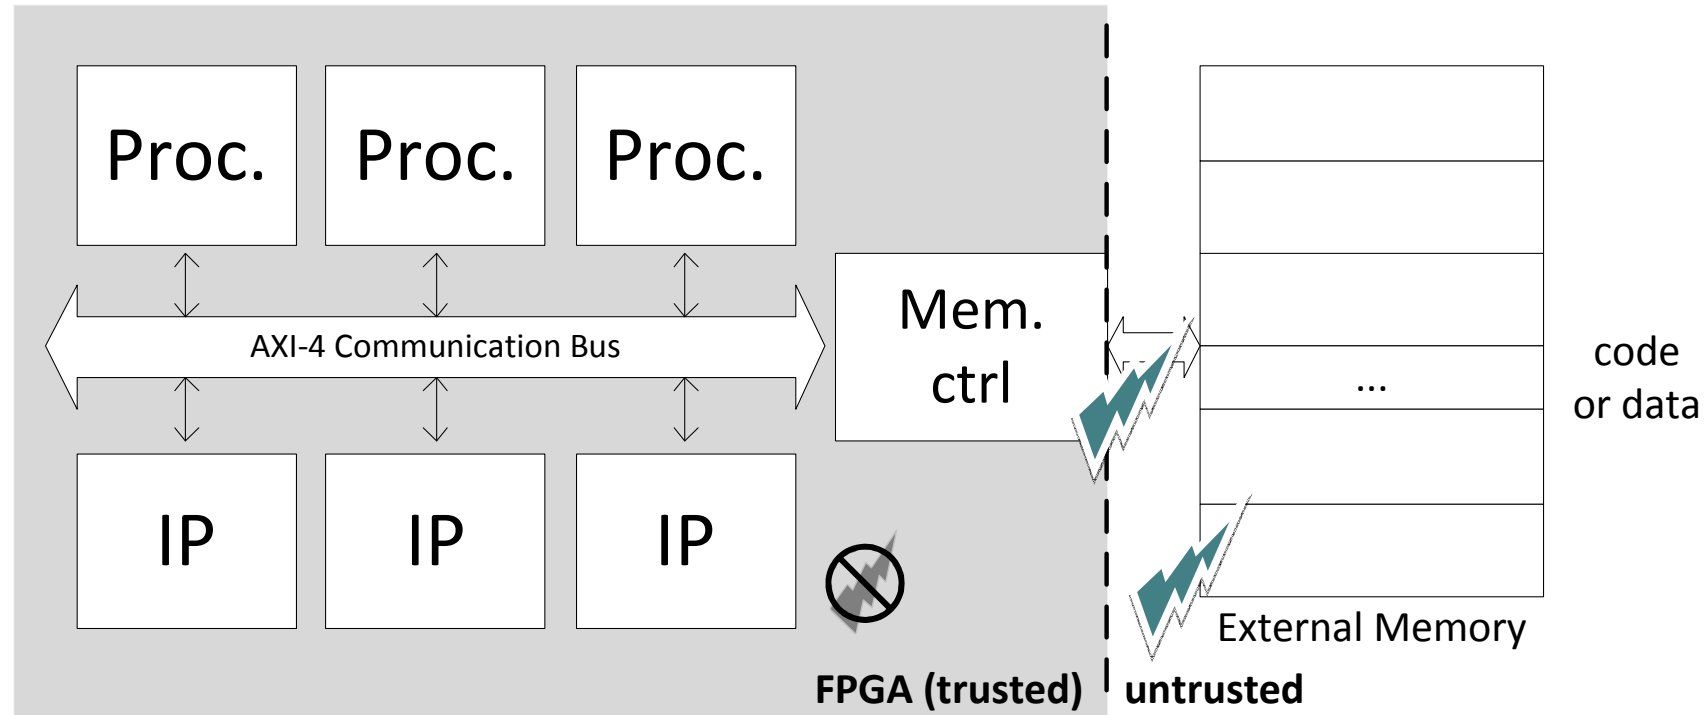 Proc.
Proc.
Proc.
AXI-4 Communication Bus
Mem.
ctrl
...
code
or data
IP
IP
IP
External Memory
FPGA (trusted)
untrusted